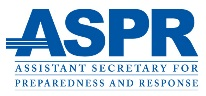 ASPR
ASSISTANT SECRETARY FOR
PREPAREDNESS AND RESPONSE